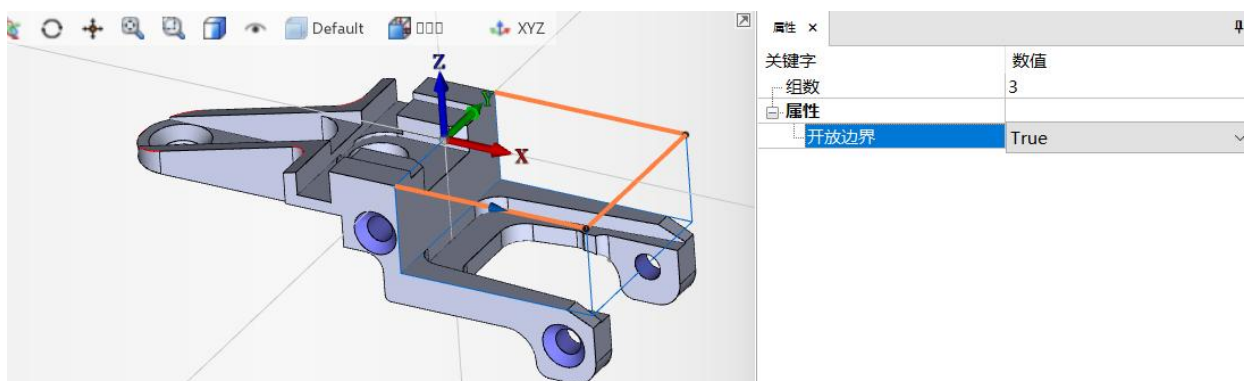 Default
□□□
XYZ
Z
Y
X
属性 ×
关键字 数值
组数 3
属性
开放边界 True